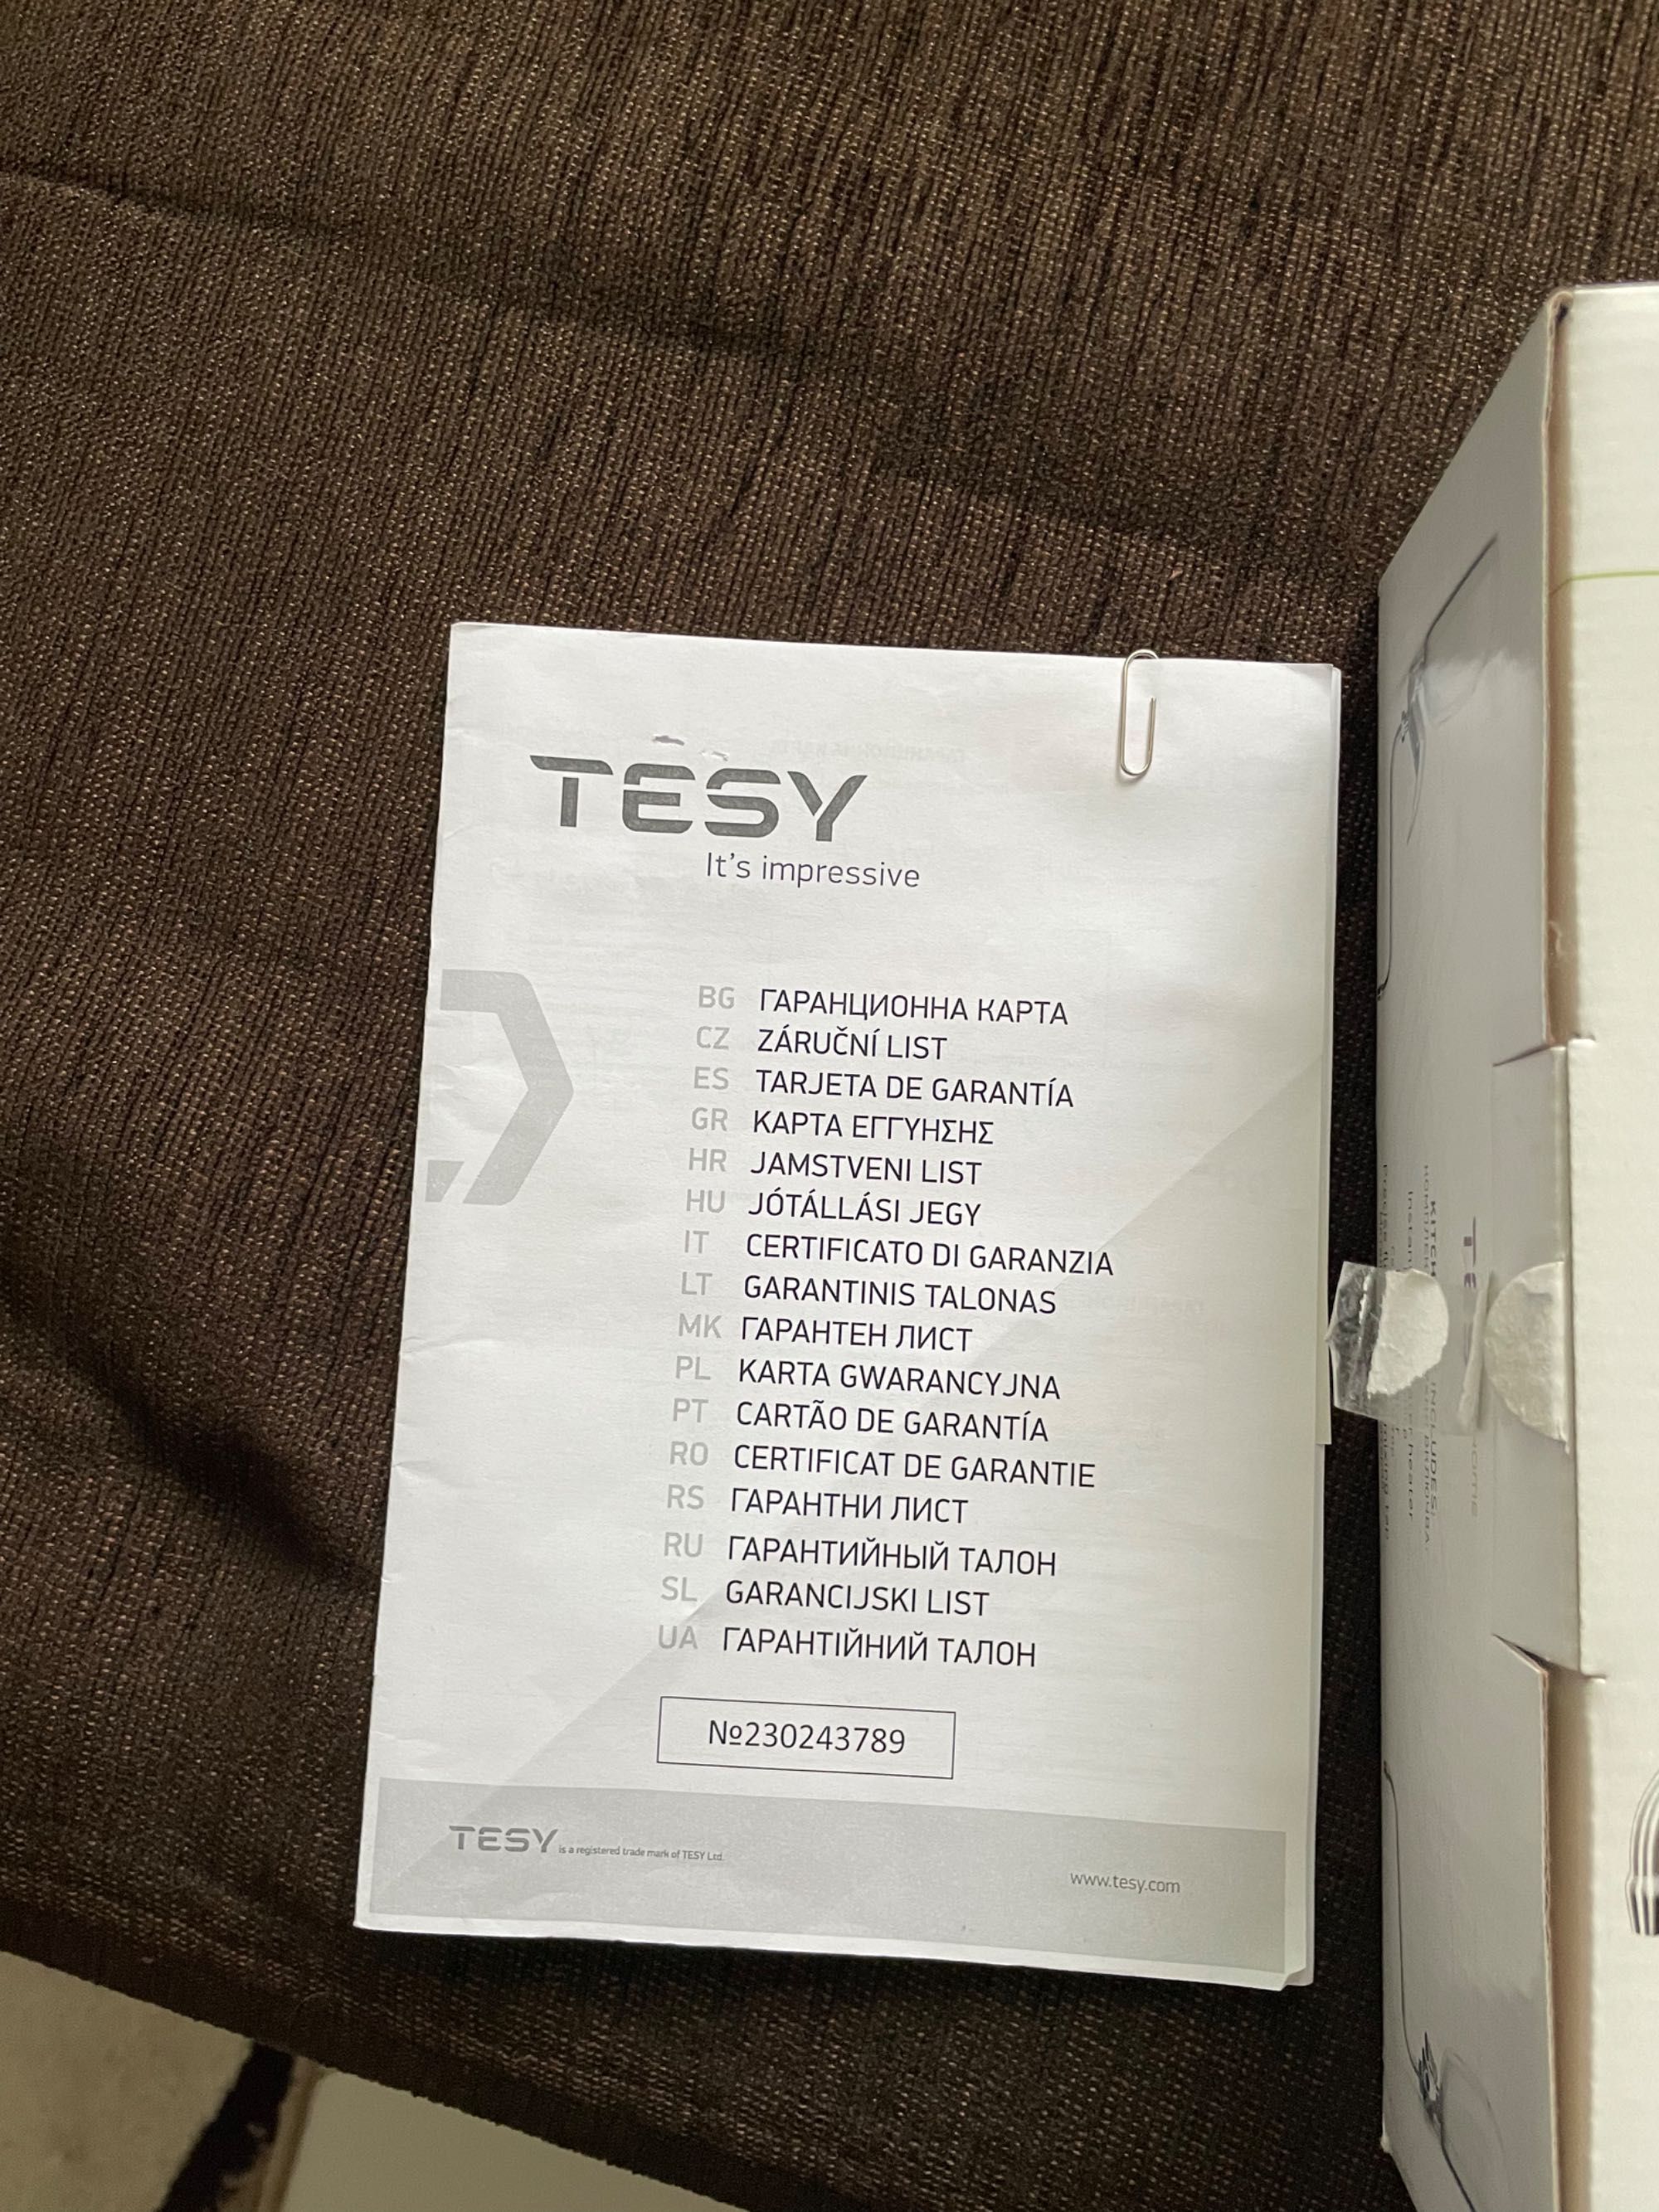 TESY
It's impressive
BG ГАРАНЦИОННА КАРТА
CZ ZÁRUČNÍ LIST
ES TARJETA DE GARANTÍA
GR ΚΑΡΤΑ ΕΓΓΥΗΣΗΣ
HR JAMSTVENI LIST
HU JÓTÁLLÁSI JEGY
IT CERTIFICATO DI GARANZIA
LT GARANTINIS TALONAS
MK ГАРАНТЕН ЛИСТ
PL KARTA GWARANCYJNA
PT CARTÃO DE GARANTÍA
RO CERTIFICAT DE GARANTIE
RS ГАРАНТНИ ЛИСТ
RU ГАРАНТИЙНЫЙ ТАЛОН
SL GARANCIJSKI LIST
UA ГАРАНТІЙНИЙ ТАЛОН
№230243789
TESY is a registered trade mark of TESY Ltd.
www.tesy.com